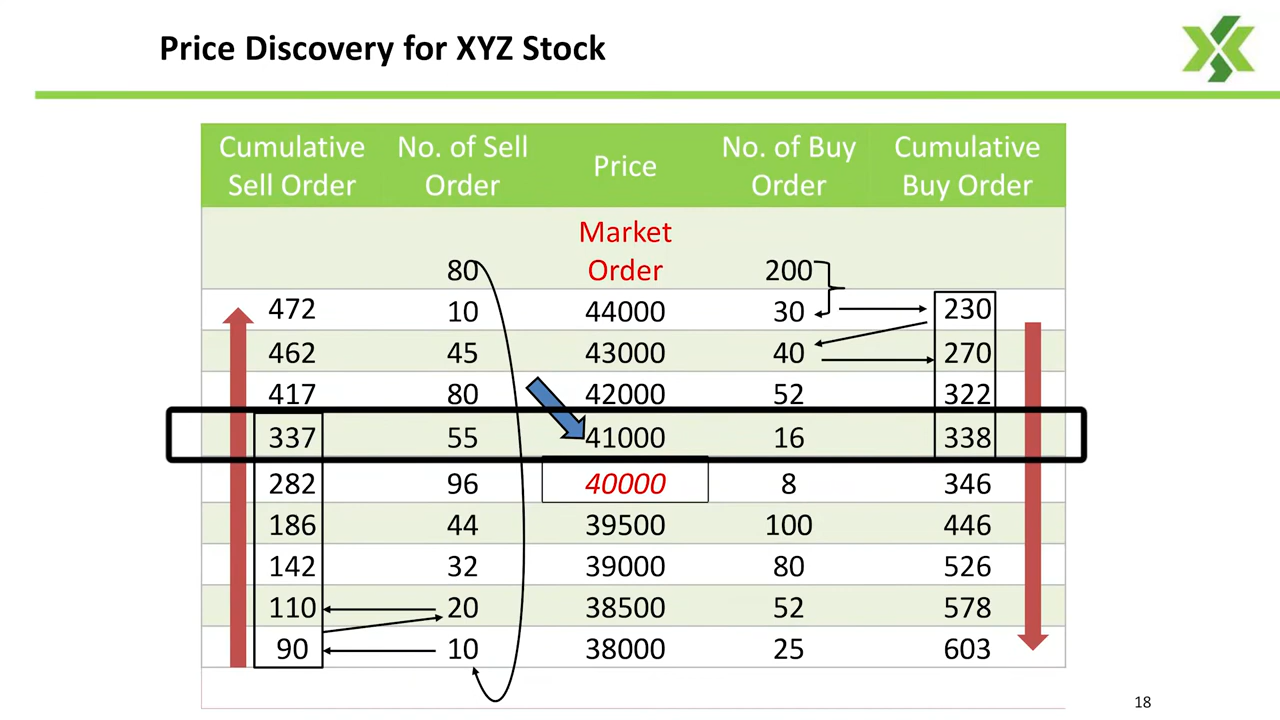 Price Discovery for XYZ Stock
Cumulative Sell Order No. of Sell Order Price No. of Buy Order Cumulative Buy Order
80 Market Order 200
472 10 44000 30 230
462 45 43000 40 270
417 80 42000 52 322
337 55 41000 16 338
282 96 40000 8 346
186 44 39500 100 446
142 32 39000 80 526
110 20 38500 52 578
90 10 38000 25 603
18